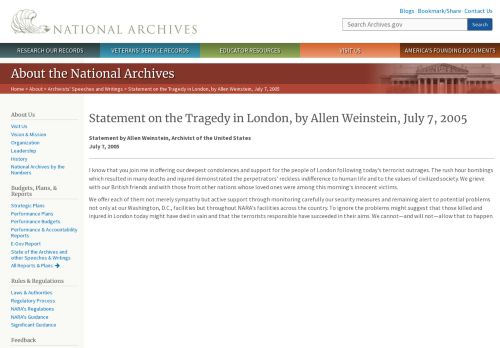 Blogs · Bookmark/Share · Contact Us
NATIONAL ARCHIVES
Search Archives.gov
Search
RESEARCH OUR RECORDS
VETERANS' SERVICE RECORDS
EDUCATOR RESOURCES
VISIT US
AMERICA'S FOUNDING DOCUMENTS
About the National Archives
Home > About > Archivists' Speeches and Writings > Statement on the Tragedy in London, by Allen Weinstein, July 7, 2005
About Us
Visit Us
Vision & Mission
Organization
Leadership
History
National Archives by the
Numbers
Budgets, Plans, &
Reports
Strategic Plans
Performance Plans
Performance Budgets
Performance & Accountability
Reports
E-Gov Report
State of the Archives and
other Speeches & Writings
All Reports & Plans
Rules & Regulations
Laws & Authorities
Regulatory Process
NARA's Regulations
NARA's Guidance
Significant Guidance
Feedback
Statement on the Tragedy in London, by Allen Weinstein, July 7, 2005
Statement by Allen Weinstein, Archivist of the United States
July 7, 2005
I know that you join me in offering our deepest condolences and support for the people of London following today's terrorist outrages. The rush hour bombings
which resulted in many deaths and injured demonstrated the perpetrators' reckless indifference to human life and to the values of civilized society. We grieve
with our British friends and with those from other nations whose loved ones were among this morning's innocent victims.
We offer each of them not merely sympathy but active support through monitoring carefully our security measures and remaining alert to potential problems
not only at our Washington, D.C., facilities but throughout NARA's facilities across the country. To ignore the problems might suggest that those killed and
injured in London today might have died in vain and that the terrorists responsible have succeeded in their aims. We cannot—and will not—allow that to happen.